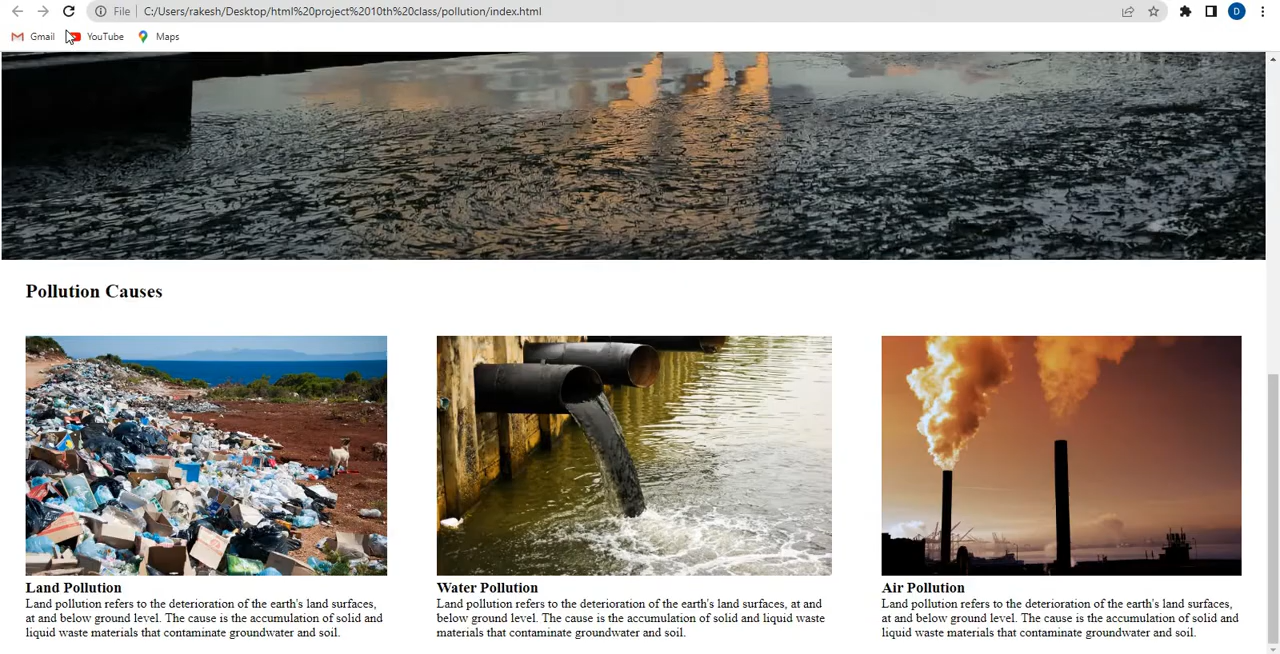 File C:/Users/rakesh/Desktop/html%20project%2010th%20class/pollution/index.html
D
Gmail YouTube Maps
Pollution Causes
Land Pollution
Land pollution refers to the deterioration of the earth's land surfaces,
at and below ground level. The cause is the accumulation of solid and
liquid waste materials that contaminate groundwater and soil.
Water Pollution
Land pollution refers to the deterioration of the earth's land surfaces, at and
below ground level. The cause is the accumulation of solid and liquid waste
materials that contaminate groundwater and soil.
Air Pollution
Land pollution refers to the deterioration of the earth's land surfaces,
at and below ground level. The cause is the accumulation of solid and
liquid waste materials that contaminate groundwater and soil.